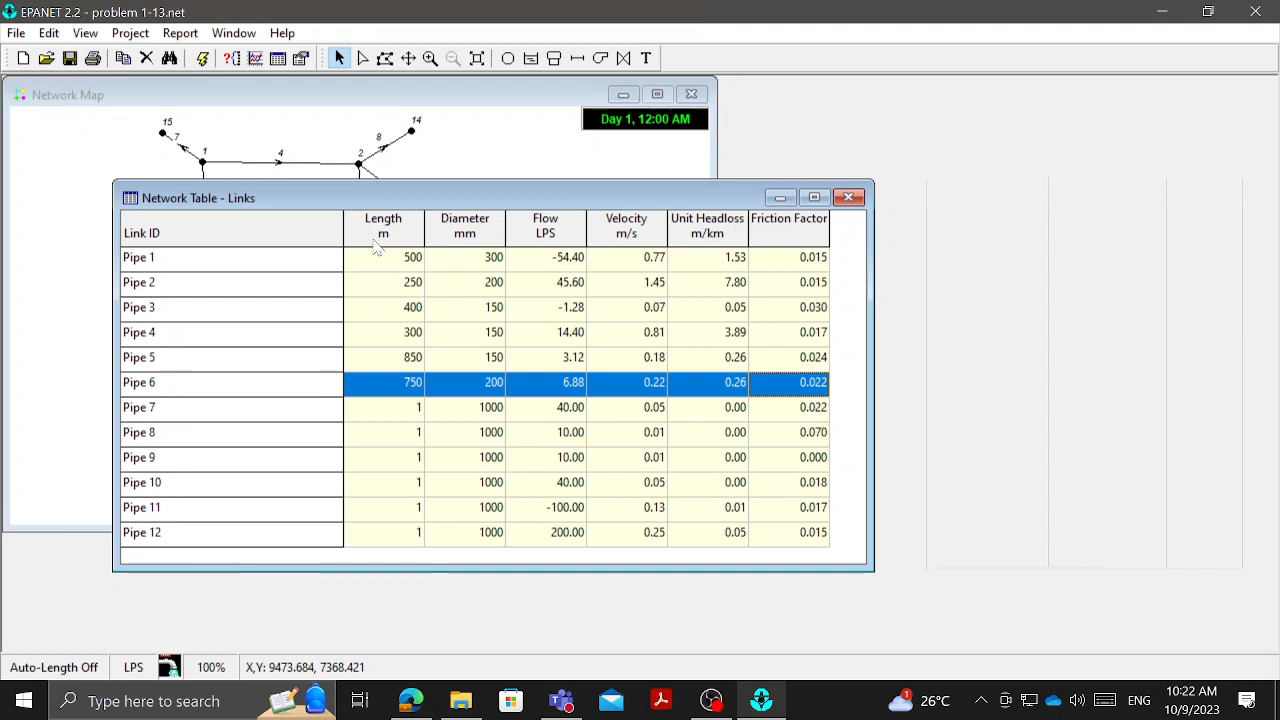 EPANET 2.2 - problem 1-13.net
File Edit View Project Report Window Help
Network Map
Day 1, 12:00 AM
15
14
7
8
1
4
2
Network Table - Links
Link ID Length m Diameter mm Flow LPS Velocity m/s Unit Headloss m/km Friction Factor
Pipe 1 500 300 -54.40 0.77 1.53 0.015
Pipe 2 250 200 45.60 1.45 7.80 0.015
Pipe 3 400 150 -1.28 0.07 0.05 0.030
Pipe 4 300 150 14.40 0.81 3.89 0.017
Pipe 5 850 150 3.12 0.18 0.26 0.024
Pipe 6 750 200 6.88 0.22 0.26 0.022
Pipe 7 1 1000 40.00 0.05 0.00 0.022
Pipe 8 1 1000 10.00 0.01 0.00 0.070
Pipe 9 1 1000 10.00 0.01 0.00 0.000
Pipe 10 1 1000 40.00 0.05 0.00 0.018
Pipe 11 1 1000 -100.00 0.13 0.01 0.017
Pipe 12 1 1000 200.00 0.25 0.05 0.015
Auto-Length Off LPS 100% X,Y: 9473.684, 7368.421
Type here to search
1 26°C ENG 10:22 AM
10/9/2023